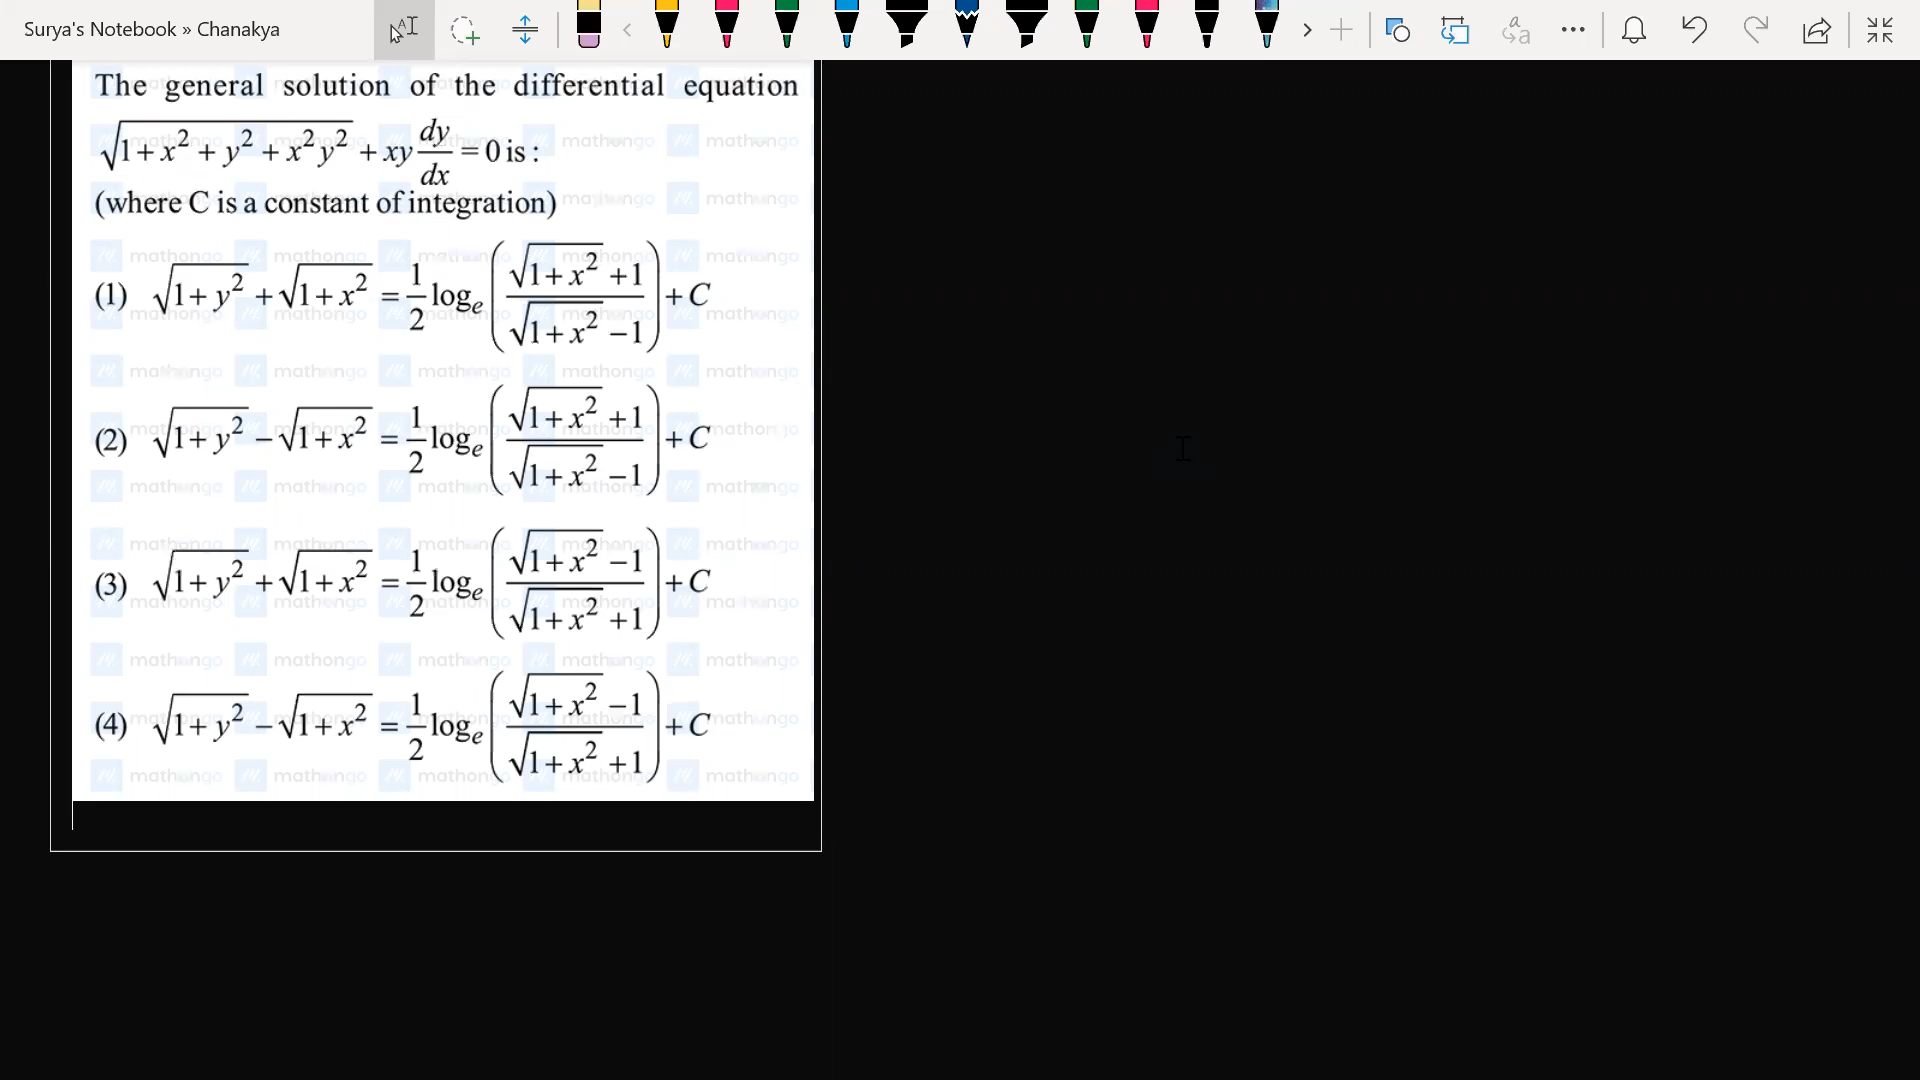 Surya's Notebook » Chanakya
The general solution of the differential equation
√(1 + x² + y² + x²y²) + xy dy/dx = 0 is :
(where C is a constant of integration)
(1) √(1 + y²) + √(1 + x²) = 1/2 logₑ ((√(1 + x²) + 1)/(√(1 + x²) − 1)) + C
(2) √(1 + y²) − √(1 + x²) = 1/2 logₑ ((√(1 + x²) + 1)/(√(1 + x²) − 1)) + C
(3) √(1 + y²) + √(1 + x²) = 1/2 logₑ ((√(1 + x²) − 1)/(√(1 + x²) + 1)) + C
(4) √(1 + y²) − √(1 + x²) = 1/2 logₑ ((√(1 + x²) − 1)/(√(1 + x²) + 1)) + C